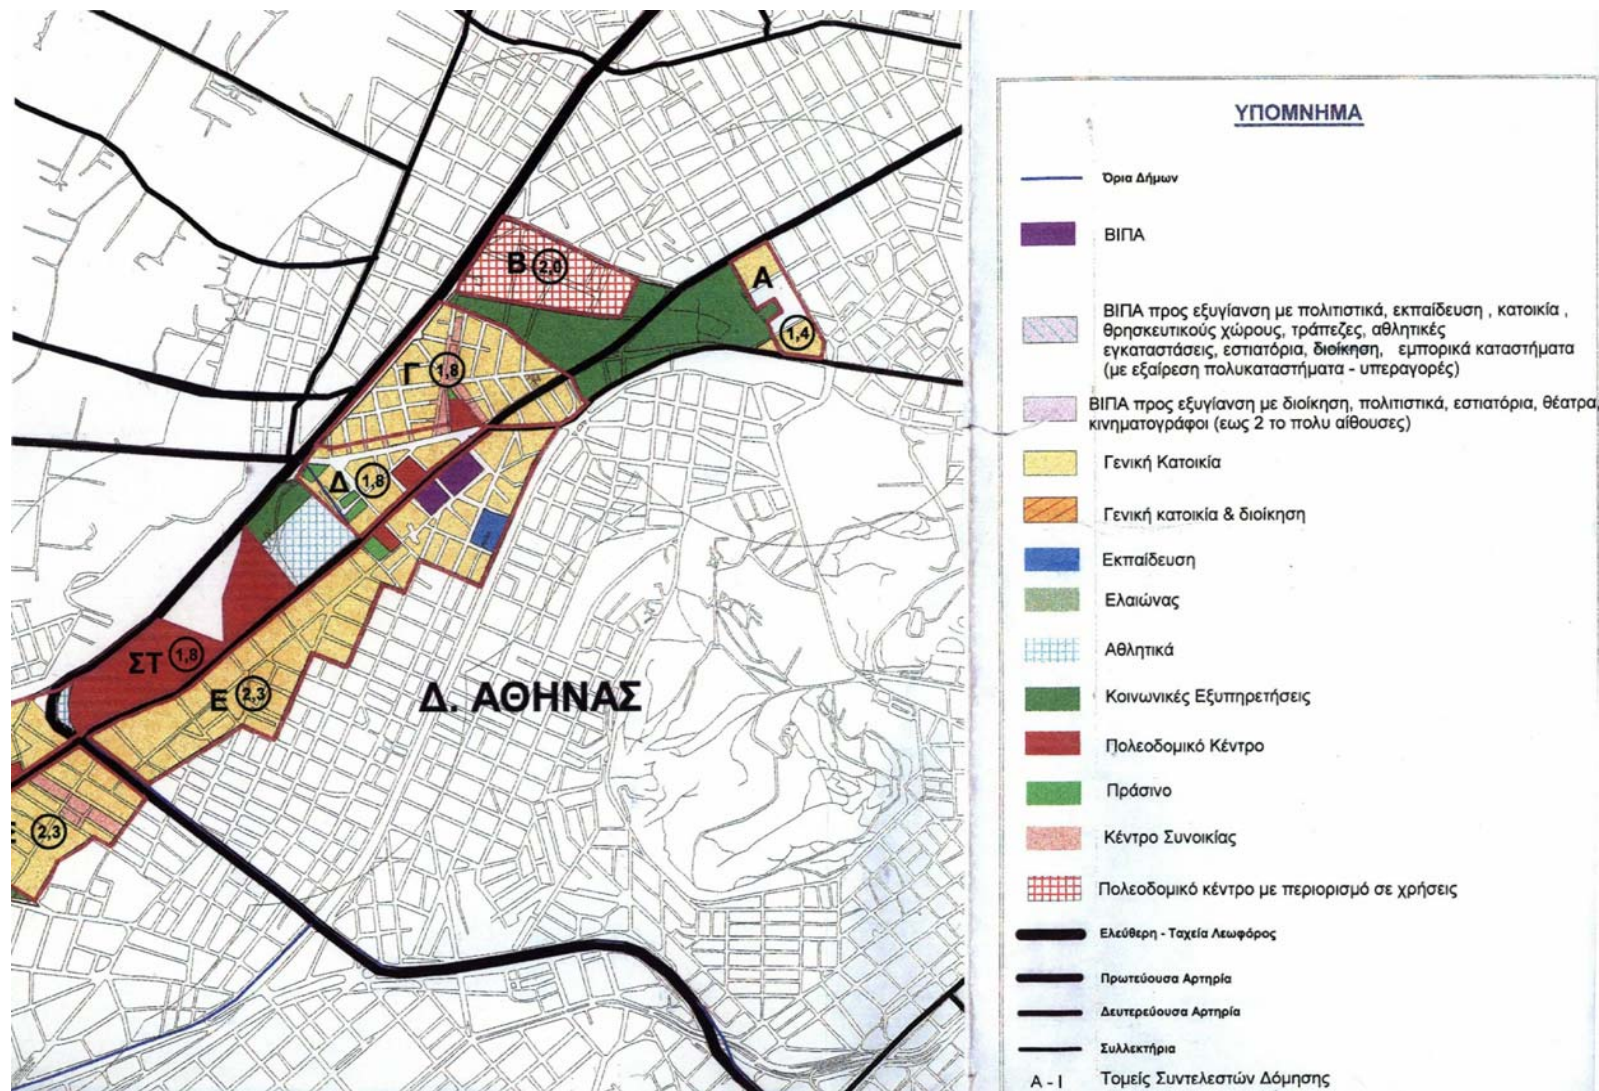 Β 2,0
Α
1,4
Γ 1,8
Δ 1,8
ΣΤ 1,8
Ε 2,3
Δ. ΑΘΗΝΑΣ
2,3
ΥΠΟΜΝΗΜΑ
Όρια Δήμων
ΒΙΠΑ
ΒΙΠΑ προς εξυγίανση με πολιτιστικά, εκπαίδευση , κατοικία ,
θρησκευτικούς χώρους, τράπεζες, αθλητικές
εγκαταστάσεις, εστιατόρια, διοίκηση, εμπορικά καταστήματα
(με εξαίρεση πολυκαταστήματα - υπεραγορές)
ΒΙΠΑ προς εξυγίανση με διοίκηση, πολιτιστικά, εστιατόρια, θέατρα,
κινηματογράφοι (εως 2 το πολυ αίθουσες)
Γενική Κατοικία
Γενική κατοικία & διοίκηση
Εκπαίδευση
Ελαιώνας
Αθλητικά
Κοινωνικές Εξυπηρετήσεις
Πολεοδομικό Κέντρο
Πράσινο
Κέντρο Συνοικίας
Πολεοδομικό κέντρο με περιορισμό σε χρήσεις
Ελεύθερη - Ταχεία Λεωφόρος
Πρωτεύουσα Αρτηρία
Δευτερεύουσα Αρτηρία
Συλλεκτήρια
Α - Ι Τομείς Συντελεστών Δόμησης